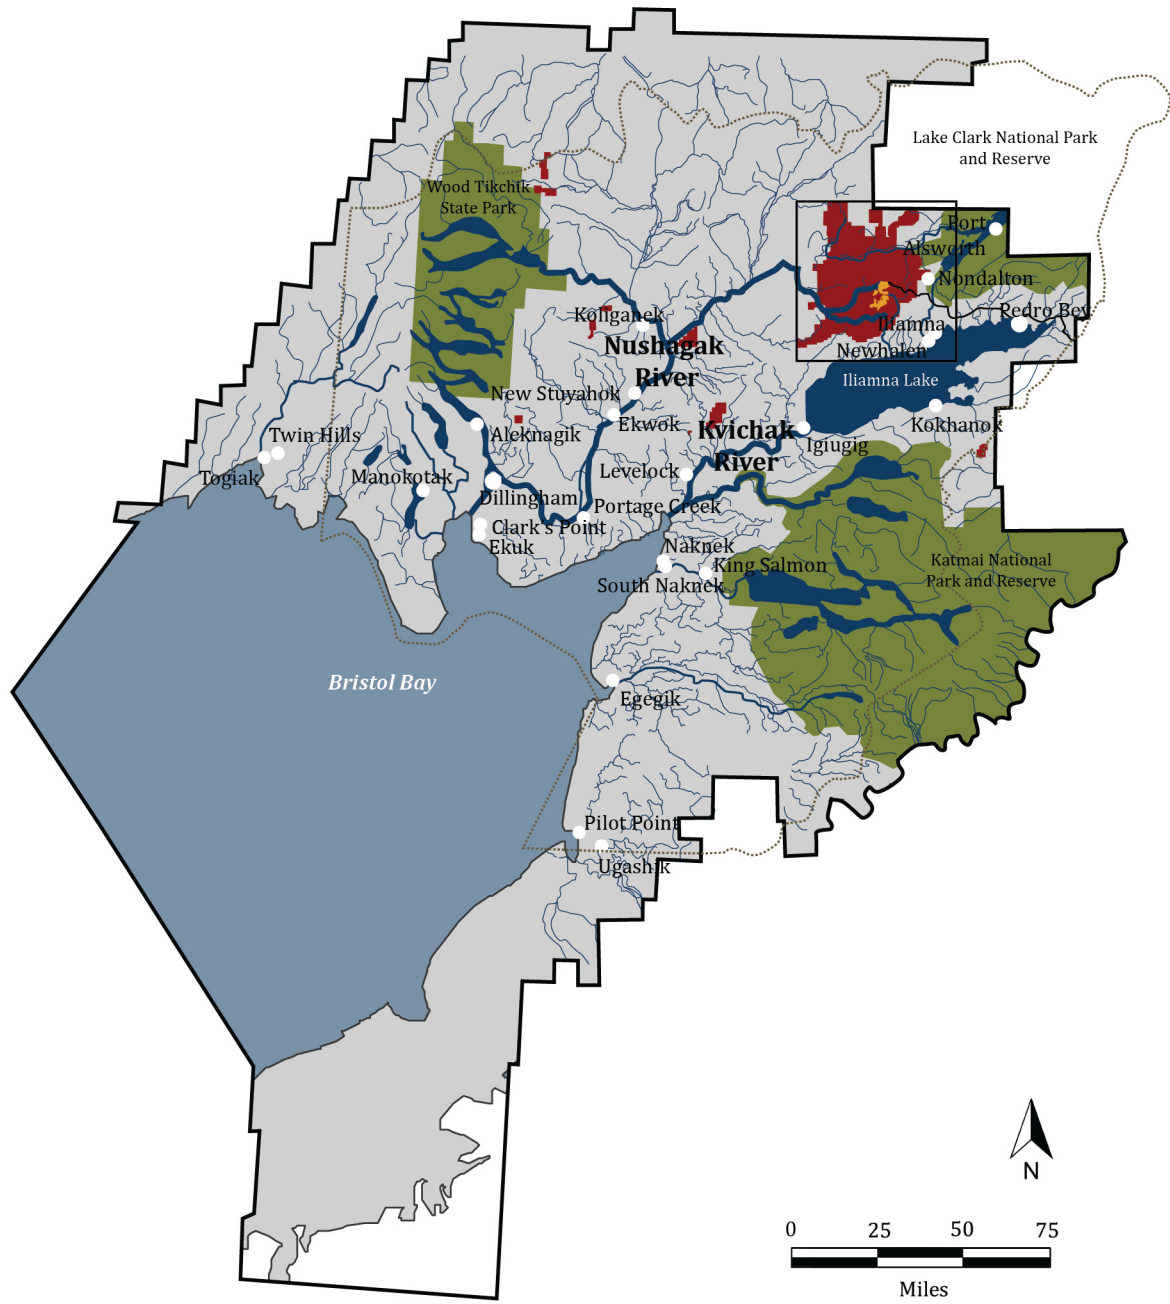 Lake Clark National Park
and Reserve
Wood Tikchik
State Park
Port
Alsworth
Nondalton
Pedro Bay
Koliganek
Iliamna
Newhalen
Nushagak
River
Iliamna Lake
New Stuyahok
Ekwok
Kokhanok
Aleknagik
Twin Hills
Kvichak
River
Igiugig
Togiak
Manokotak
Levelock
Dillingham
Portage Creek
Clark's Point
Ekuk
Naknek
King Salmon
South Naknek
Katmai National
Park and Reserve
Bristol Bay
Egegik
Pilot Point
Ugashik
N
0 25 50 75
Miles